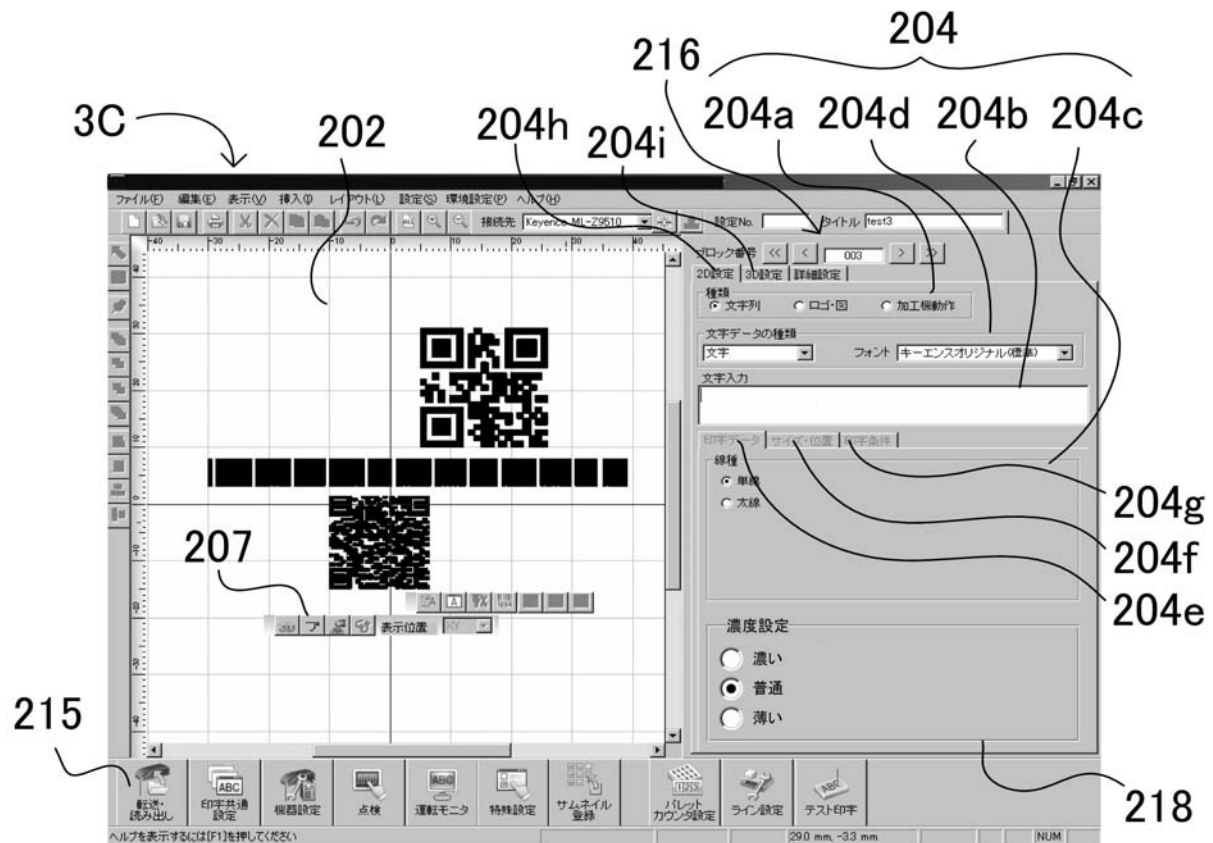 204
216
204a 204d 204b 204c
3C 202 204h 204i
ファイル(F) 編集(E) 表示(V) 挿入(I) レイアウト(L) 設定(S) 環境設定(P) ヘルプ(H)
接続先 Keyence ML-Z9510 設定No. タイトル test3
-40 -30 -20 -10 0 10 20 30 40
ブロック番号 << < 003 > >>
2D設定 3D設定 詳細設定
種類
文字列 ロゴ・図 加工機動作
文字データの種類
文字 フォント キーエンスオリジナル(標準)
文字入力
印字データ サイズ・位置 印字条件
線種
単線
太線
204g
204f
204e
207
3D 表示位置 XY
濃度設定
濃い
普通
薄い
215
218
転送・読み出し 印字共通設定 機器設定 点検 運転モニタ 特殊設定 サムネイル登録 パレットカウンタ設定 ライン設定 テスト印字
ヘルプを表示するには[F1]を押してください 29.0 mm, -3.3 mm NUM